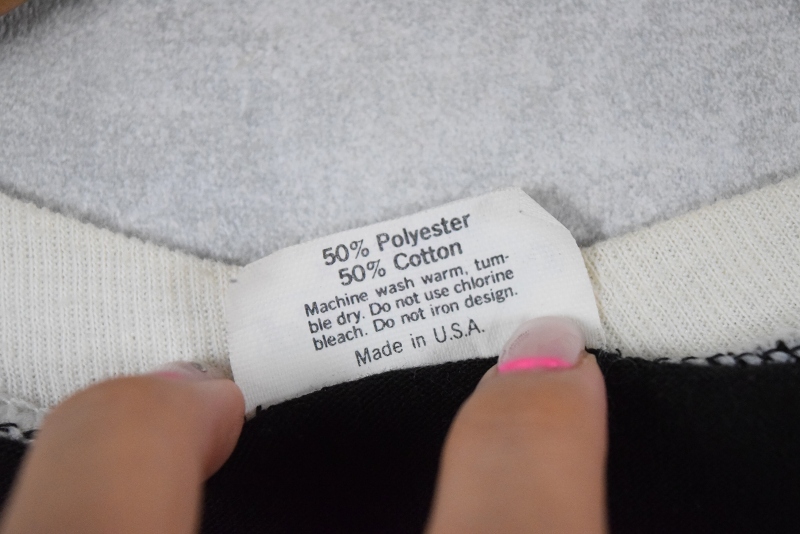 50% Polyester
50% Cotton
Machine wash warm, tum-
ble dry. Do not use chlorine
bleach. Do not iron design.
Made in U.S.A.